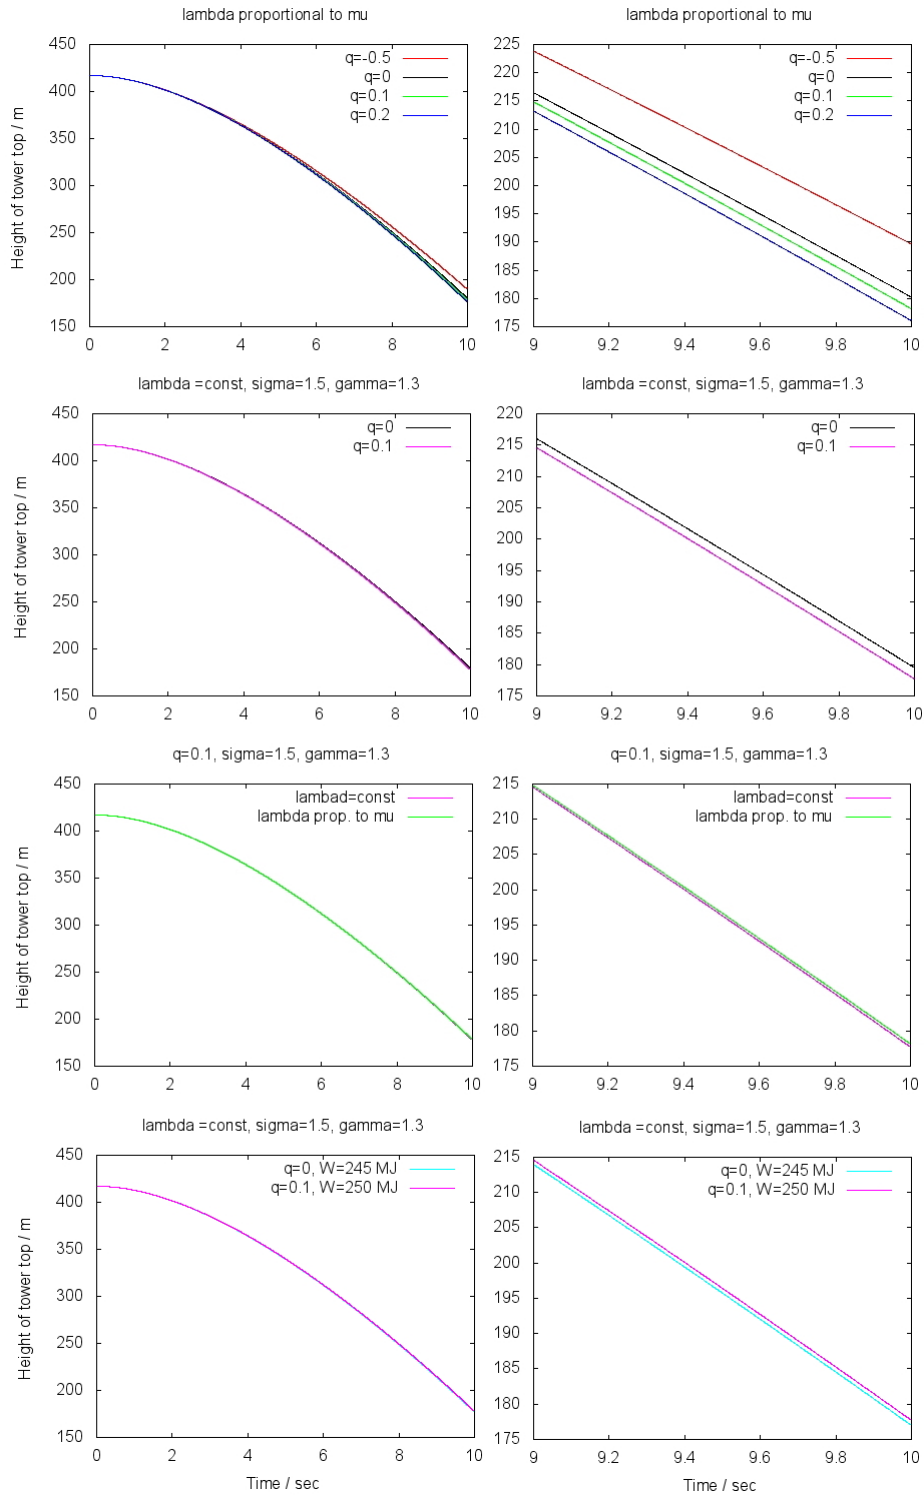 lambda proportional to mu
450
400
350
300
250
200
150
Height of tower top / m
q=-0.5
q=0
q=0.1
q=0.2
0 2 4 6 8 10
lambda proportional to mu
225
220
215
210
205
200
195
190
185
180
175
q=-0.5
q=0
q=0.1
q=0.2
9 9.2 9.4 9.6 9.8 10
lambda =const, sigma=1.5, gamma=1.3
450
400
350
300
250
200
150
Height of tower top / m
q=0
q=0.1
0 2 4 6 8 10
lambda =const, sigma=1.5, gamma=1.3
220
215
210
205
200
195
190
185
180
175
q=0
q=0.1
9 9.2 9.4 9.6 9.8 10
q=0.1, sigma=1.5, gamma=1.3
450
400
350
300
250
200
150
Height of tower top / m
lambad=const
lambda prop. to mu
0 2 4 6 8 10
q=0.1, sigma=1.5, gamma=1.3
215
210
205
200
195
190
185
180
175
lambad=const
lambda prop. to mu
9 9.2 9.4 9.6 9.8 10
lambda =const, sigma=1.5, gamma=1.3
450
400
350
300
250
200
150
Height of tower top / m
q=0, W=245 MJ
q=0.1, W=250 MJ
0 2 4 6 8 10
Time / sec
lambda =const, sigma=1.5, gamma=1.3
215
210
205
200
195
190
185
180
175
q=0, W=245 MJ
q=0.1, W=250 MJ
9 9.2 9.4 9.6 9.8 10
Time / sec